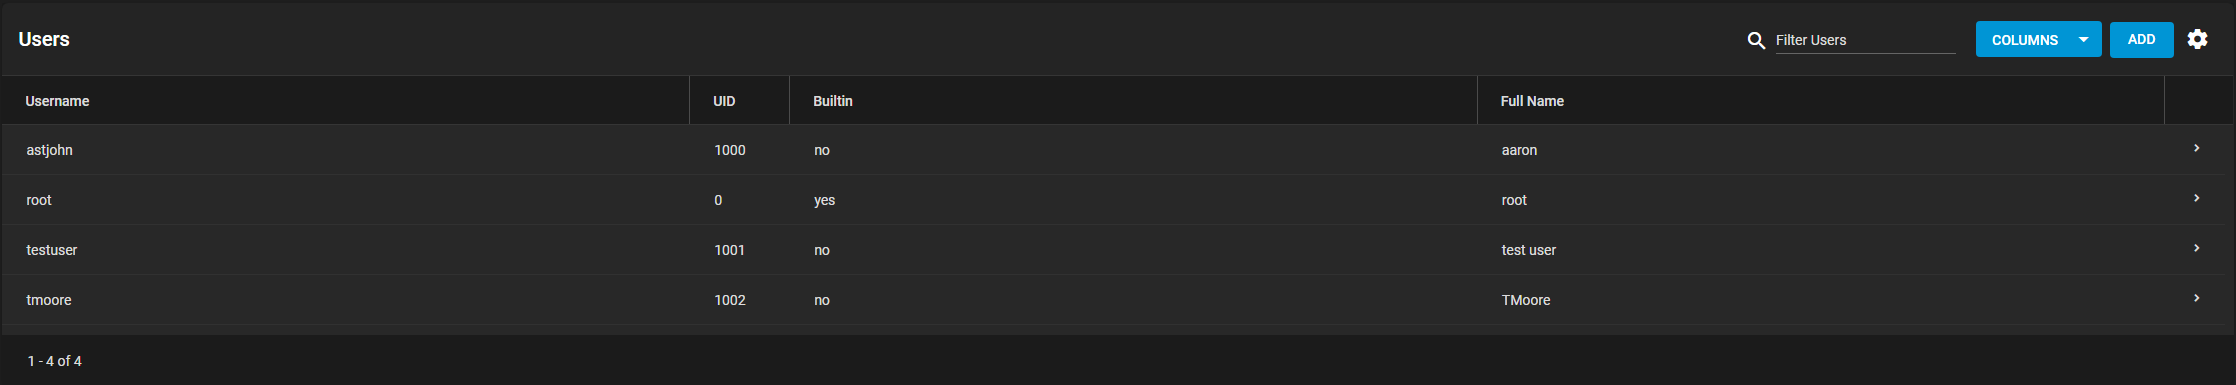 Users Filter Users COLUMNS ADD
Username UID Builtin Full Name
astjohn 1000 no aaron
root 0 yes root
testuser 1001 no test user
tmoore 1002 no TMoore
1 - 4 of 4